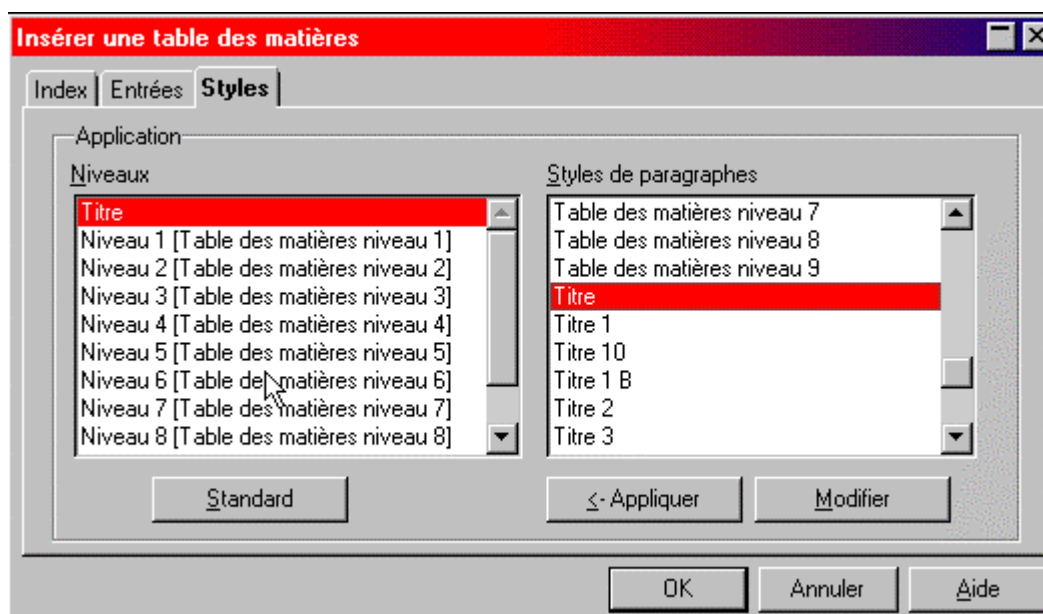 Insérer une table des matières
Index Entrées Styles
Application
Niveaux
Titre
Niveau 1 [Table des matières niveau 1]
Niveau 2 [Table des matières niveau 2]
Niveau 3 [Table des matières niveau 3]
Niveau 4 [Table des matières niveau 4]
Niveau 5 [Table des matières niveau 5]
Niveau 6 [Table des matières niveau 6]
Niveau 7 [Table des matières niveau 7]
Niveau 8 [Table des matières niveau 8]
Standard
Styles de paragraphes
Table des matières niveau 7
Table des matières niveau 8
Table des matières niveau 9
Titre
Titre 1
Titre 10
Titre 1 B
Titre 2
Titre 3
<- Appliquer
Modifier
OK
Annuler
Aide